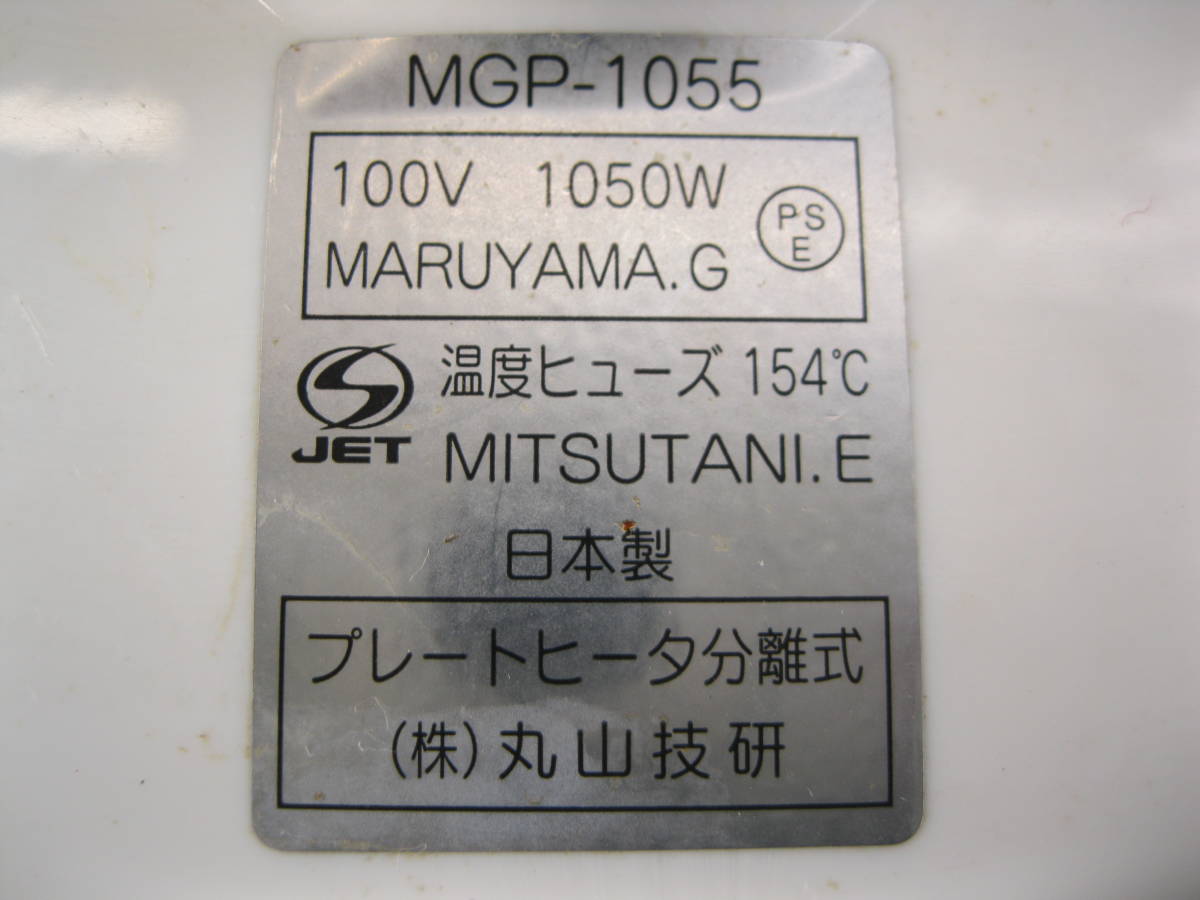 MGP-1055
100V 1050W
MARUYAMA.G
PS
E
JET
温度ヒューズ 154℃
MITSUTANI.E
日本製
プレートヒータ分離式
(株)丸山技研